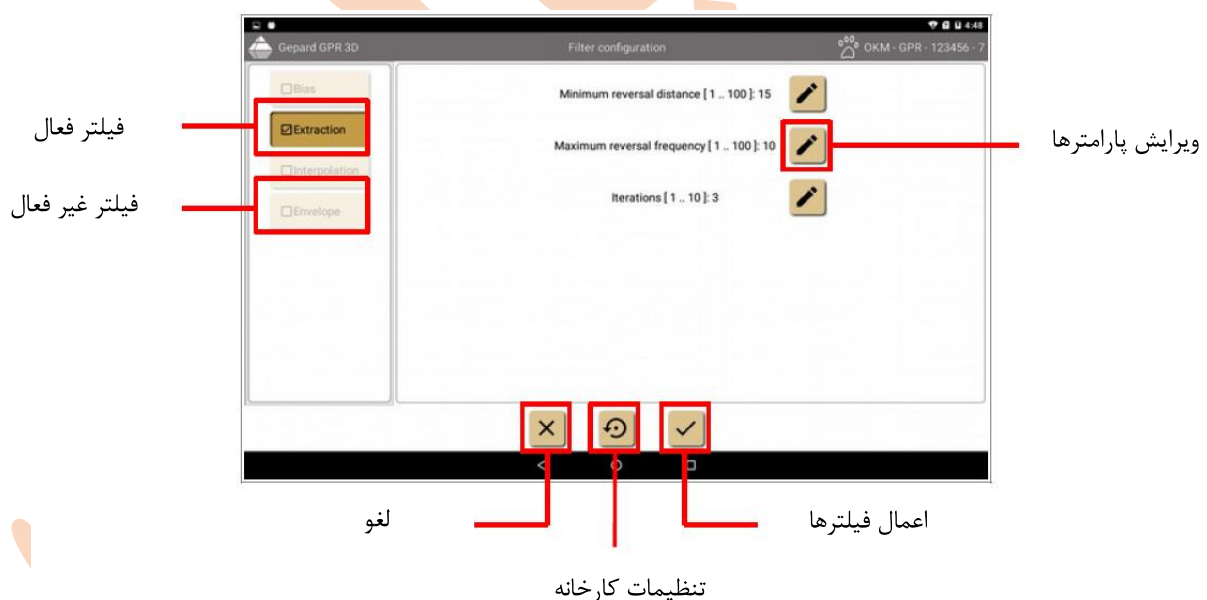 4:48
Gepard GPR 3D
Filter configuration
OKM - GPR - 123456 - 7
Bias
Minimum reversal distance [ 1 .. 100 ]: 15
فیلتر فعال
Extraction
Maximum reversal frequency [ 1 .. 100 ]: 10
ویرایش پارامترها
Interpolation
Iterations [ 1 .. 10 ]: 3
فیلتر غیر فعال
Envelope
لغو
اعمال فیلترها
تنظیمات کارخانه